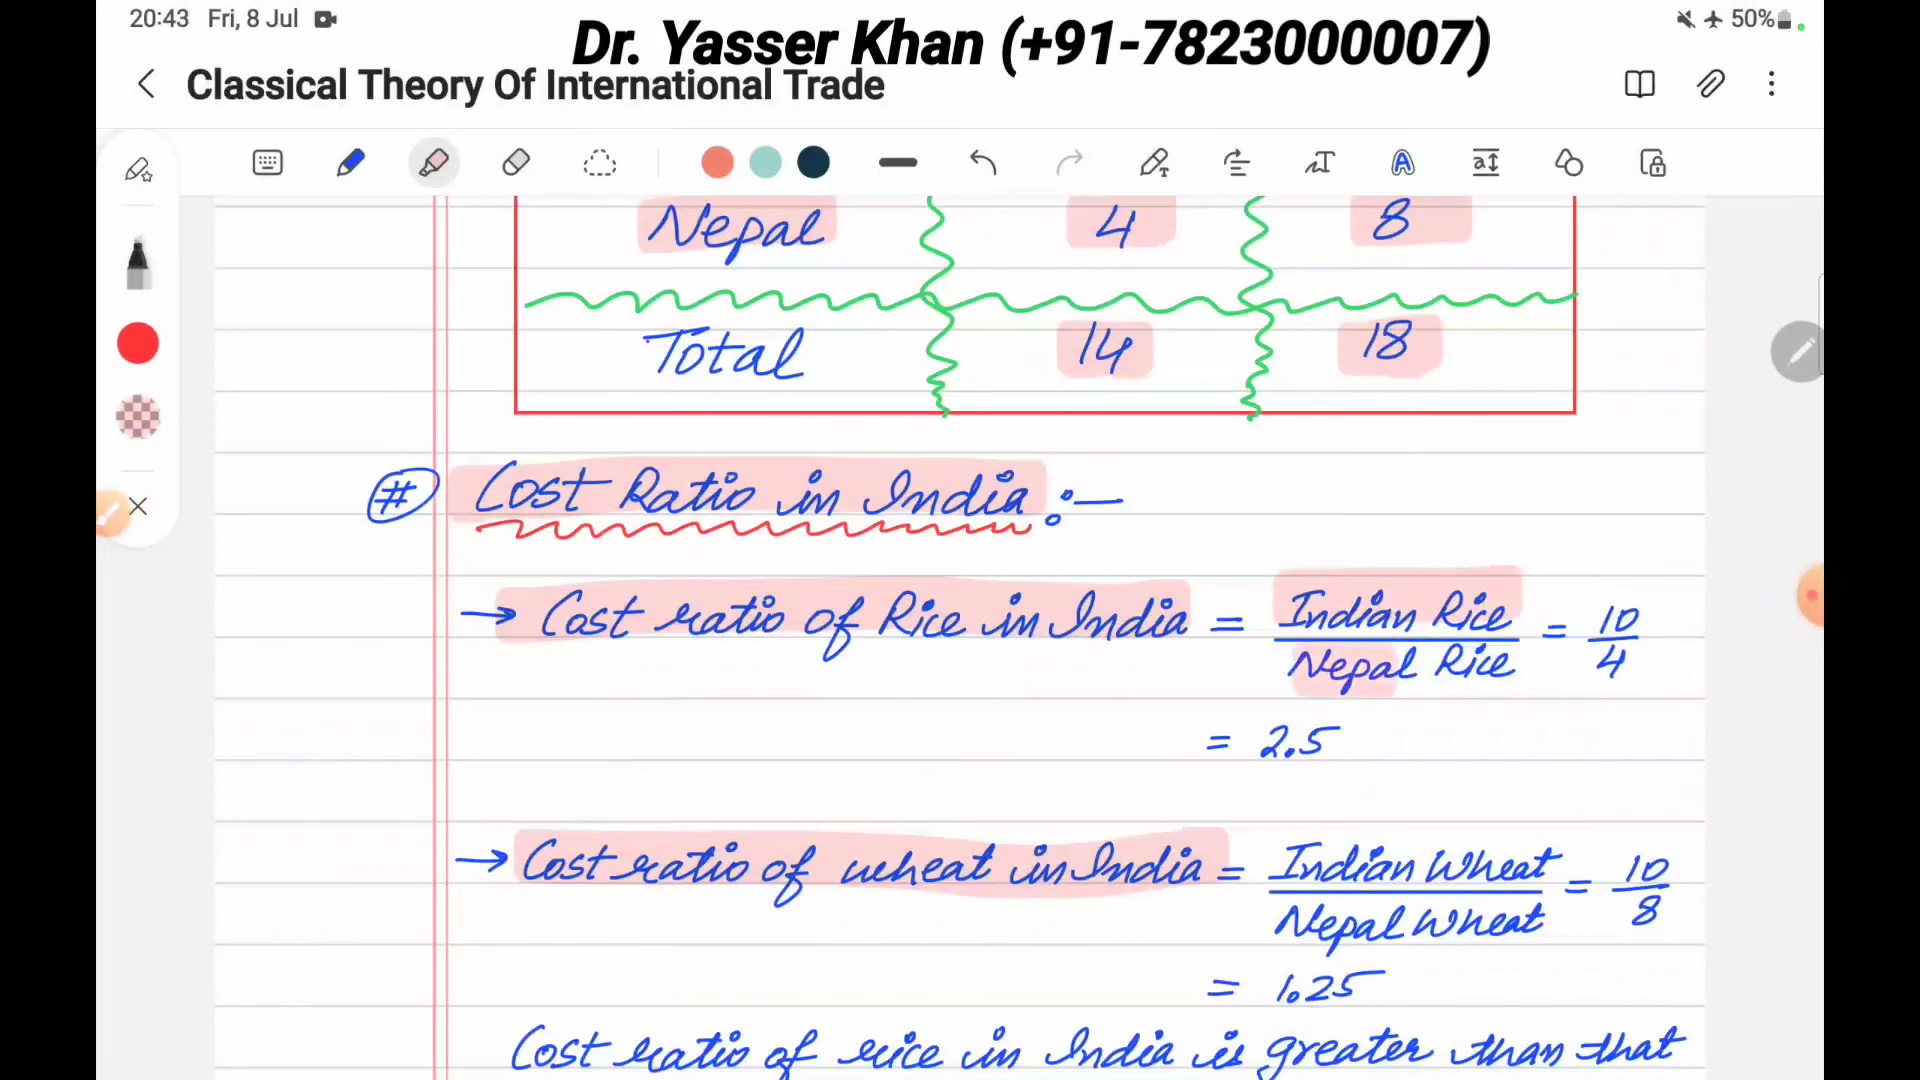 20:43 Fri, 8 Jul
50%
Dr. Yasser Khan (+91-7823000007)
Classical Theory Of International Trade
Nepal 4 8
Total 14 18
# Cost Ratio in India :-
→ Cost ratio of Rice in India = Indian Rice / Nepal Rice = 10/4
= 2.5
→ Cost ratio of wheat in India = Indian Wheat / Nepal Wheat = 10/8
= 1.25
Cost ratio of rice in India is greater than that